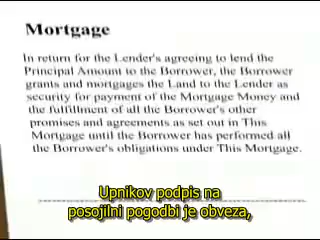 Mortgage
In return for the Lender's agreeing to lend the
Principal Amount to the Borrower, the Borrower
grants and mortgages the Land to the Lender as
security for payment of the Mortgage Money and
the fulfillment of all the Borrower's other
promises and agreements as set out in This
Mortgage until the Borrower has performed all
the Borrower's obligations under This Mortgage.
Upnikov podpis na
posojilni pogodbi je obveza,